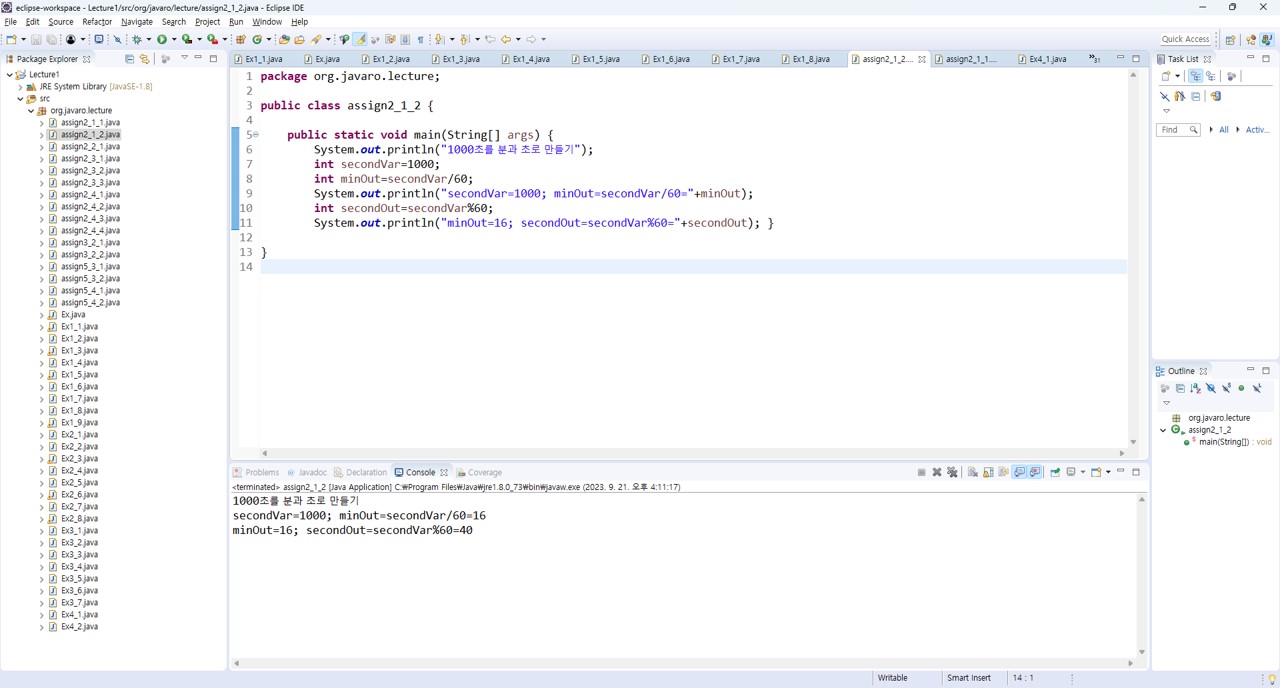 eclipse-workspace - Lecture1/src/org/javaro/lecture/assign2_1_2.java - Eclipse IDE
File Edit Source Refactor Navigate Search Project Run Window Help
Quick Access
Package Explorer
Lecture1
JRE System Library [JavaSE-1.8]
src
org.javaro.lecture
assign2_1_1.java
assign2_1_2.java
assign2_2_1.java
assign2_3_1.java
assign2_3_2.java
assign2_3_3.java
assign2_4_1.java
assign2_4_2.java
assign2_4_3.java
assign2_4_4.java
assign3_2_1.java
assign3_2_2.java
assign5_3_1.java
assign5_3_2.java
assign5_4_1.java
assign5_4_2.java
Ex.java
Ex1_1.java
Ex1_2.java
Ex1_3.java
Ex1_4.java
Ex1_5.java
Ex1_6.java
Ex1_7.java
Ex1_8.java
Ex1_9.java
Ex2_1.java
Ex2_2.java
Ex2_3.java
Ex2_4.java
Ex2_5.java
Ex2_6.java
Ex2_7.java
Ex2_8.java
Ex3_1.java
Ex3_2.java
Ex3_3.java
Ex3_4.java
Ex3_5.java
Ex3_6.java
Ex3_7.java
Ex4_1.java
Ex4_2.java
Ex1_1.java Ex.java Ex1_2.java Ex1_3.java Ex1_4.java Ex1_5.java Ex1_6.java Ex1_7.java Ex1_8.java assign2_1_2.... assign2_1_1.... Ex4_1.java »31
1 package org.javaro.lecture;
2
3 public class assign2_1_2 {
4
5 public static void main(String[] args) {
6 System.out.println("1000초를 분과 초로 만들기");
7 int secondVar=1000;
8 int minOut=secondVar/60;
9 System.out.println("secondVar=1000; minOut=secondVar/60="+minOut);
10 int secondOut=secondVar%60;
11 System.out.println("minOut=16; secondOut=secondVar%60="+secondOut); }
12
13 }
14
Problems Javadoc Declaration Console Coverage
<terminated> assign2_1_2 [Java Application] C:₩Program Files₩Java₩jre1.8.0_73₩bin₩javaw.exe (2023. 9. 21. 오후 4:11:17)
1000초를 분과 초로 만들기
secondVar=1000; minOut=secondVar/60=16
minOut=16; secondOut=secondVar%60=40
Task List
Find All Activ...
Outline
org.javaro.lecture
assign2_1_2
main(String[]) : void
Writable Smart Insert 14 : 1